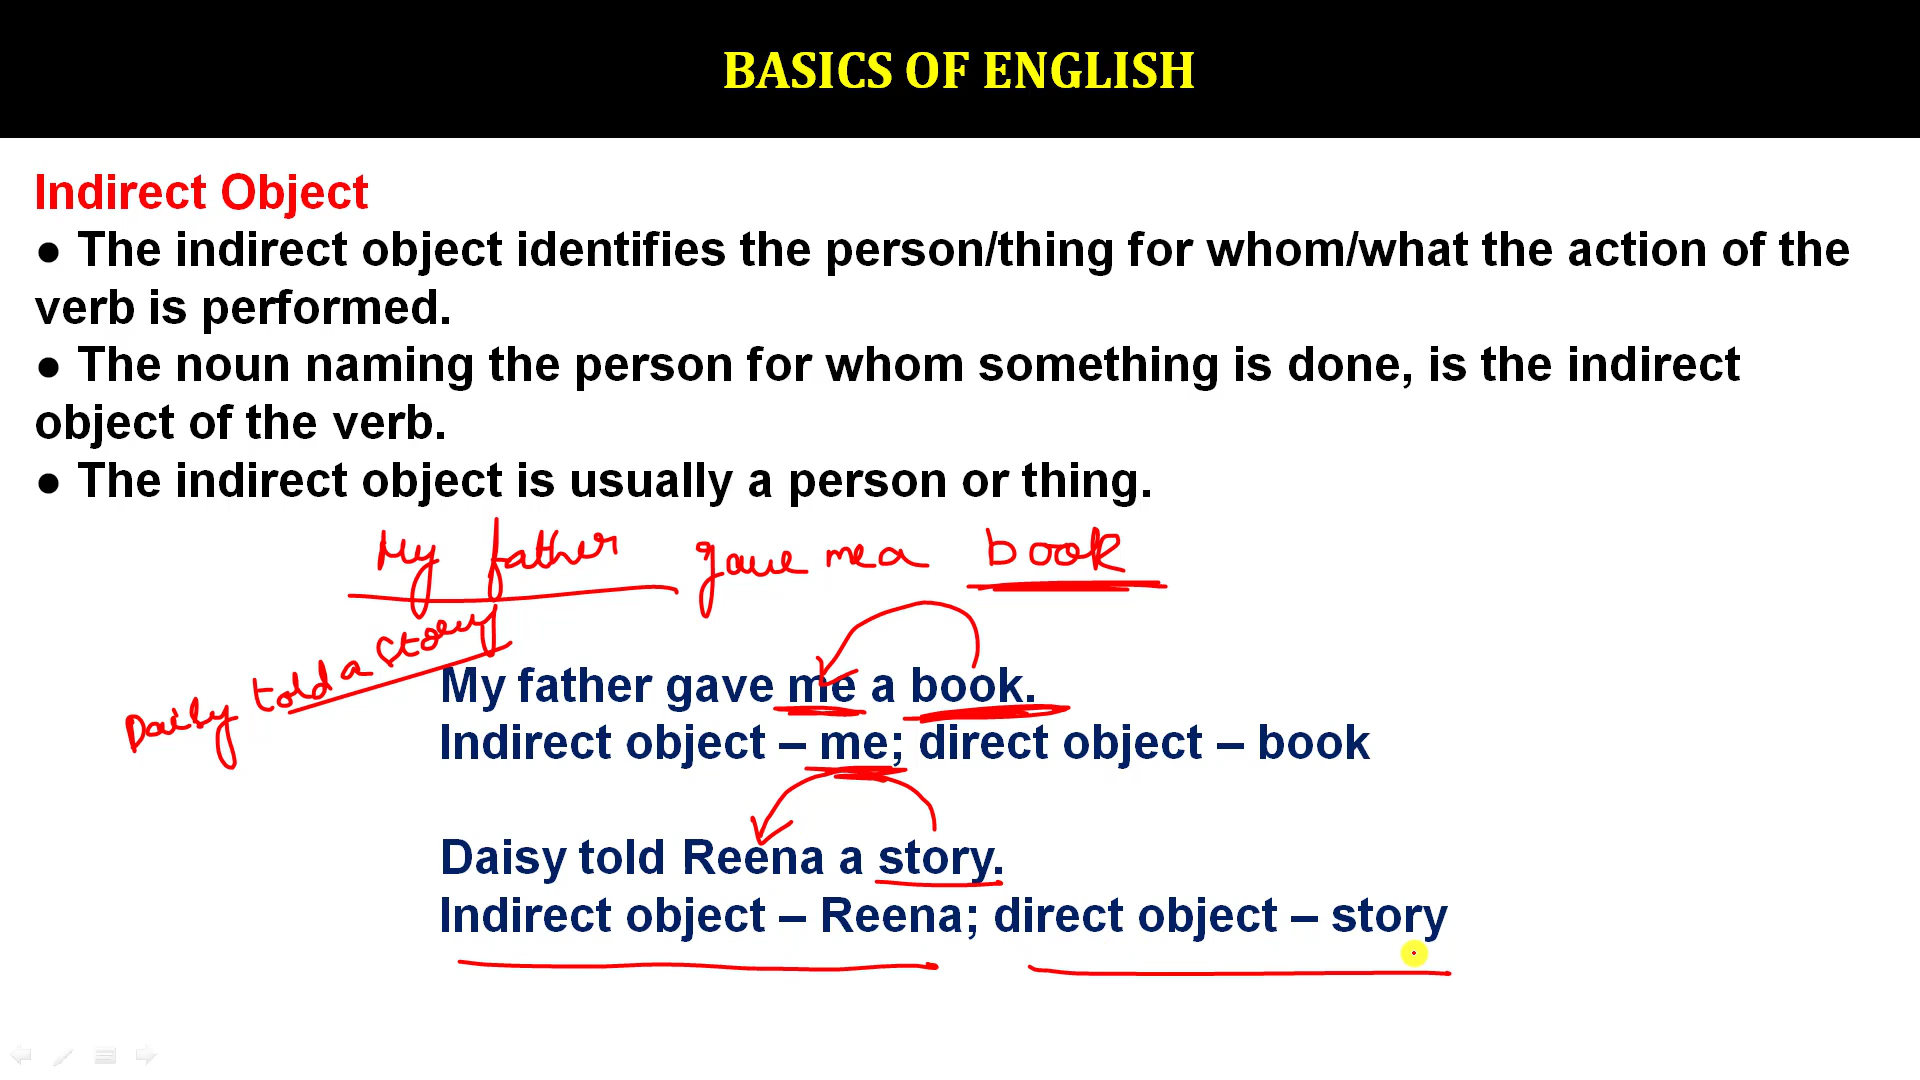 BASICS OF ENGLISH
Indirect Object
● The indirect object identifies the person/thing for whom/what the action of the
verb is performed.
● The noun naming the person for whom something is done, is the indirect
object of the verb.
● The indirect object is usually a person or thing.
My father gave me a book
Daisy told a story
My father gave me a book.
Indirect object – me; direct object – book
Daisy told Reena a story.
Indirect object – Reena; direct object – story